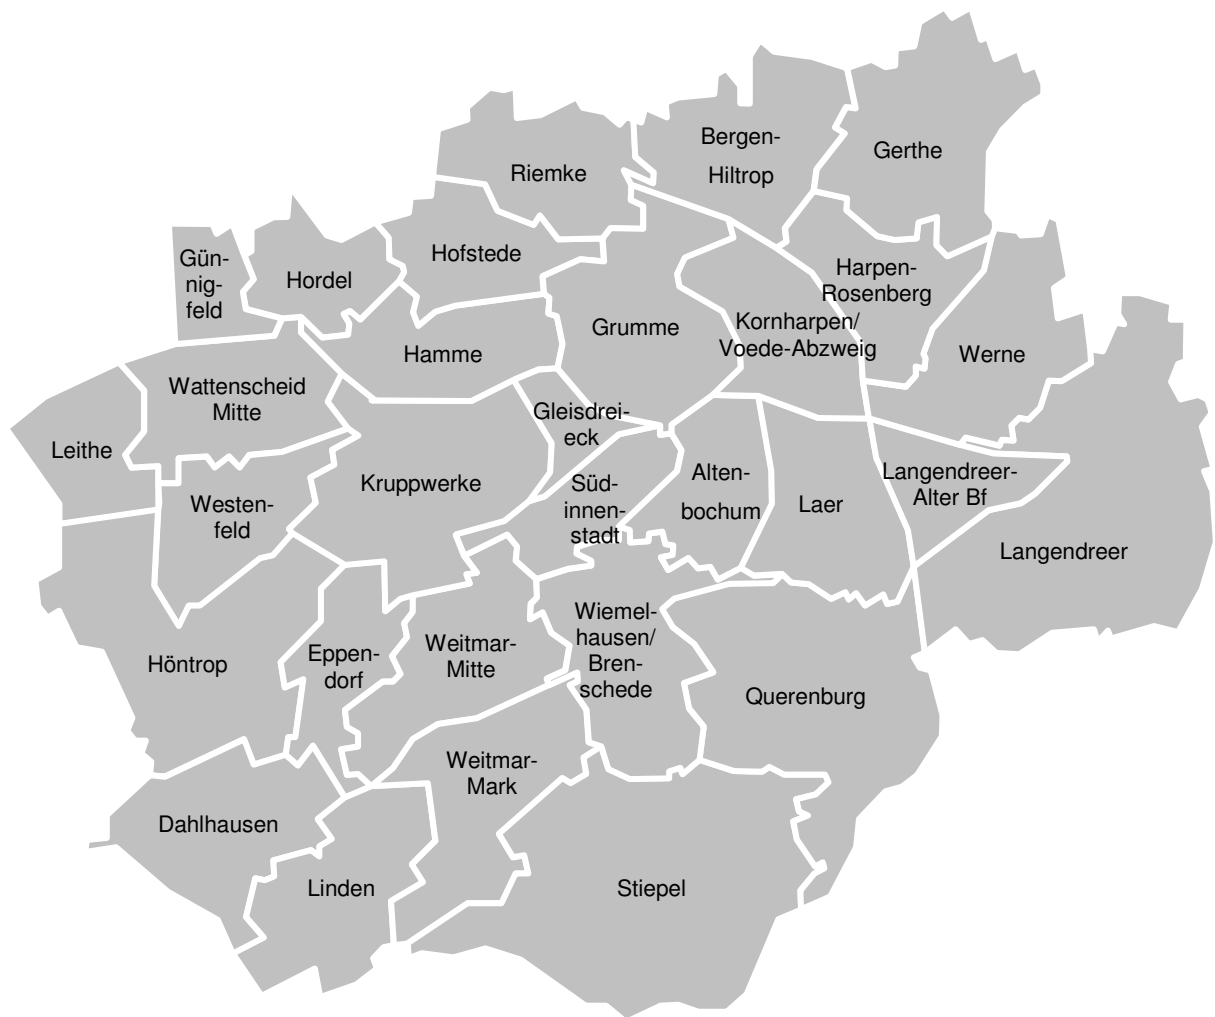 Bergen-
Hiltrop
Gerthe
Riemke
Hofstede
Gün-
nig-
feld
Hordel
Harpen-
Rosenberg
Grumme
Kornharpen/
Voede-Abzweig
Werne
Hamme
Wattenscheid
Mitte
Gleisdrei-
eck
Leithe
Kruppwerke
Süd-
innen-
stadt
Alten-
bochum
Laer
Langendreer-
Alter Bf
Westen-
feld
Langendreer
Wiemel-
hausen/
Bren-
schede
Weitmar-
Mitte
Eppen-
dorf
Höntrop
Querenburg
Weitmar-
Mark
Dahlhausen
Linden
Stiepel